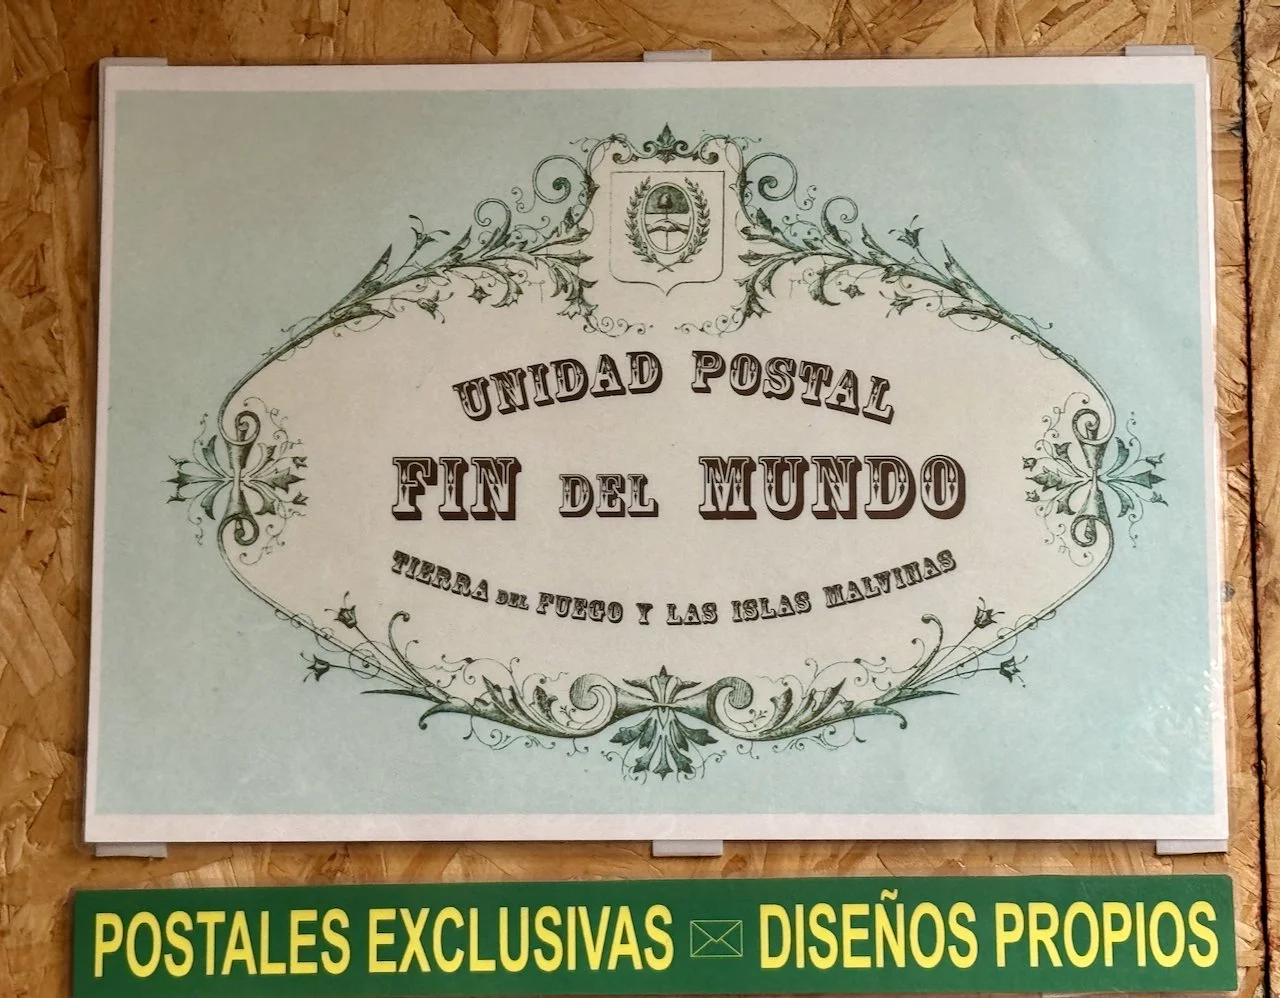 UNIDAD POSTAL
FIN DEL MUNDO
TIERRA DEL FUEGO Y LAS ISLAS MALVINAS
POSTALES EXCLUSIVAS DISEÑOS PROPIOS